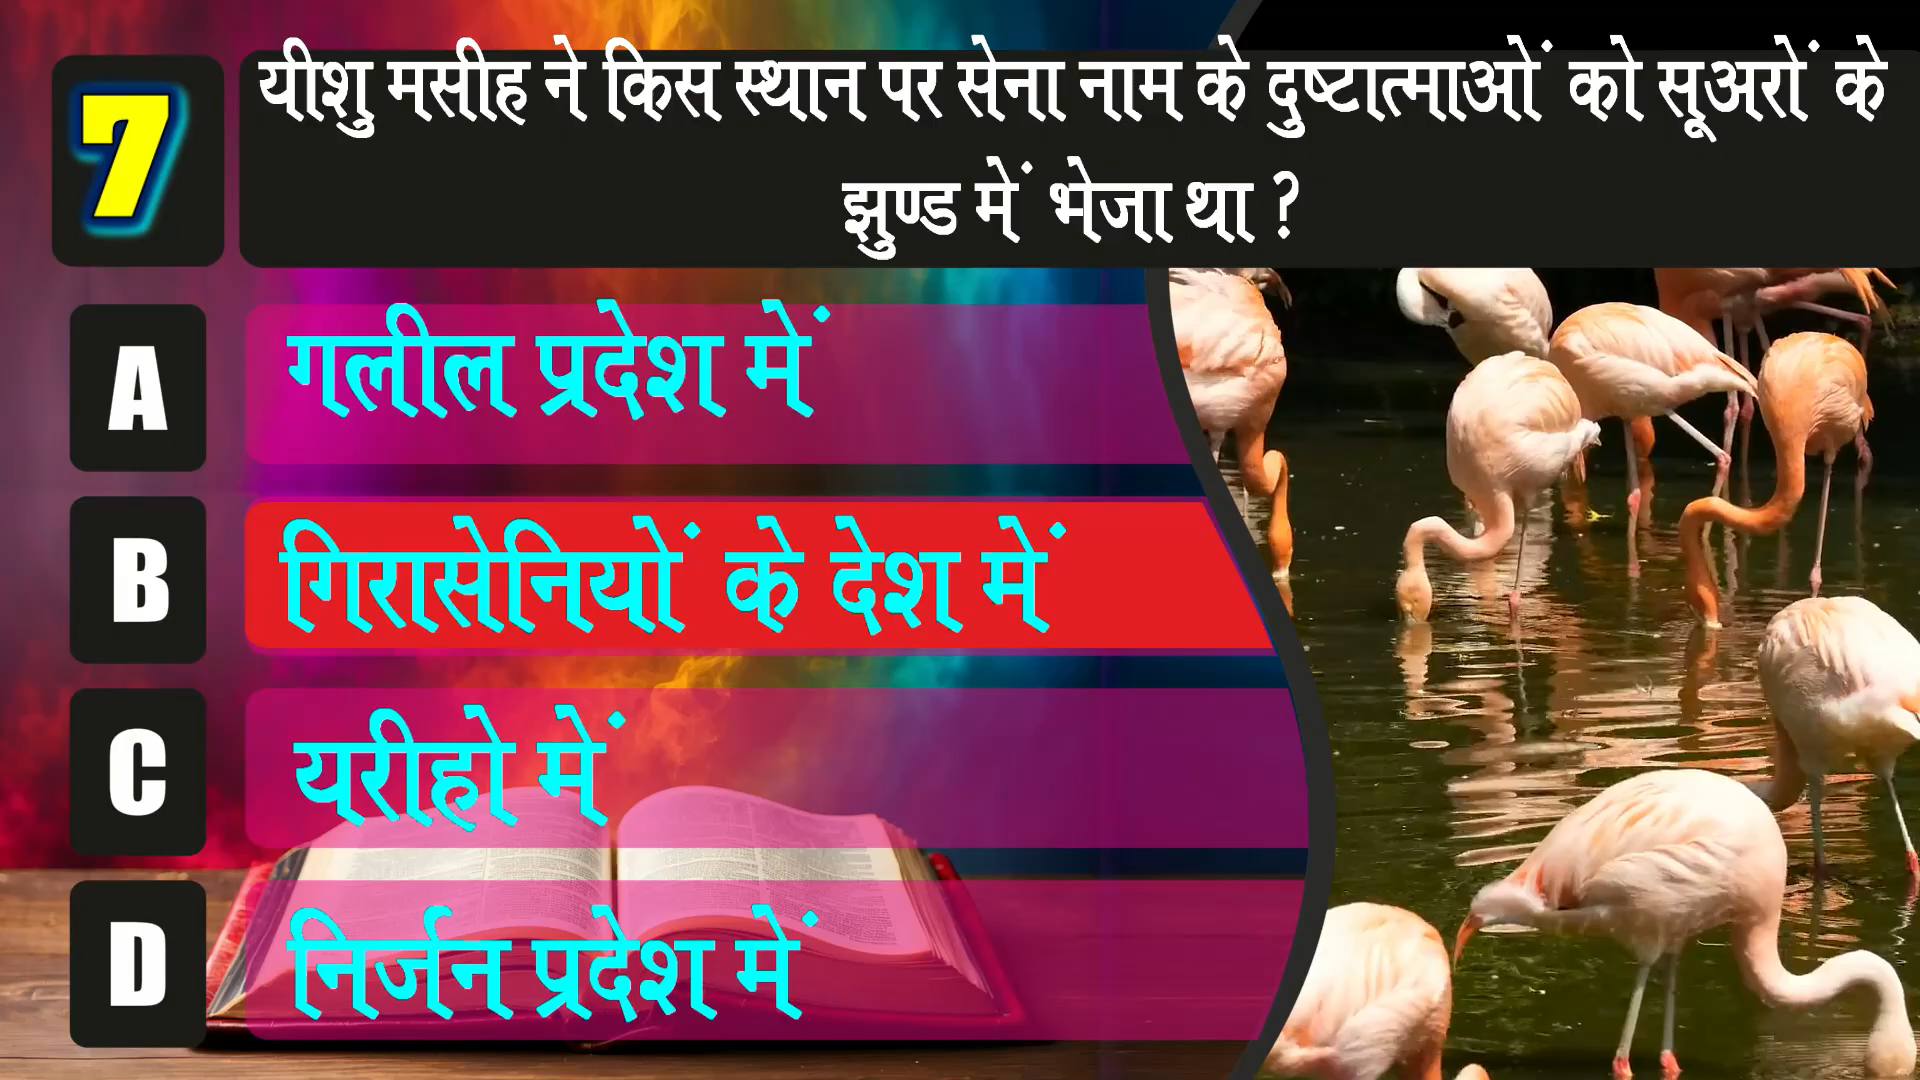 7
यीशु मसीह ने किस स्थान पर सेना नाम के दुष्टात्माओं को सूअरों के
झुण्ड में भेजा था ?
A
गलील प्रदेश में
B
गिरासेनियों के देश में
C
यरीहो में
D
निर्जन प्रदेश में